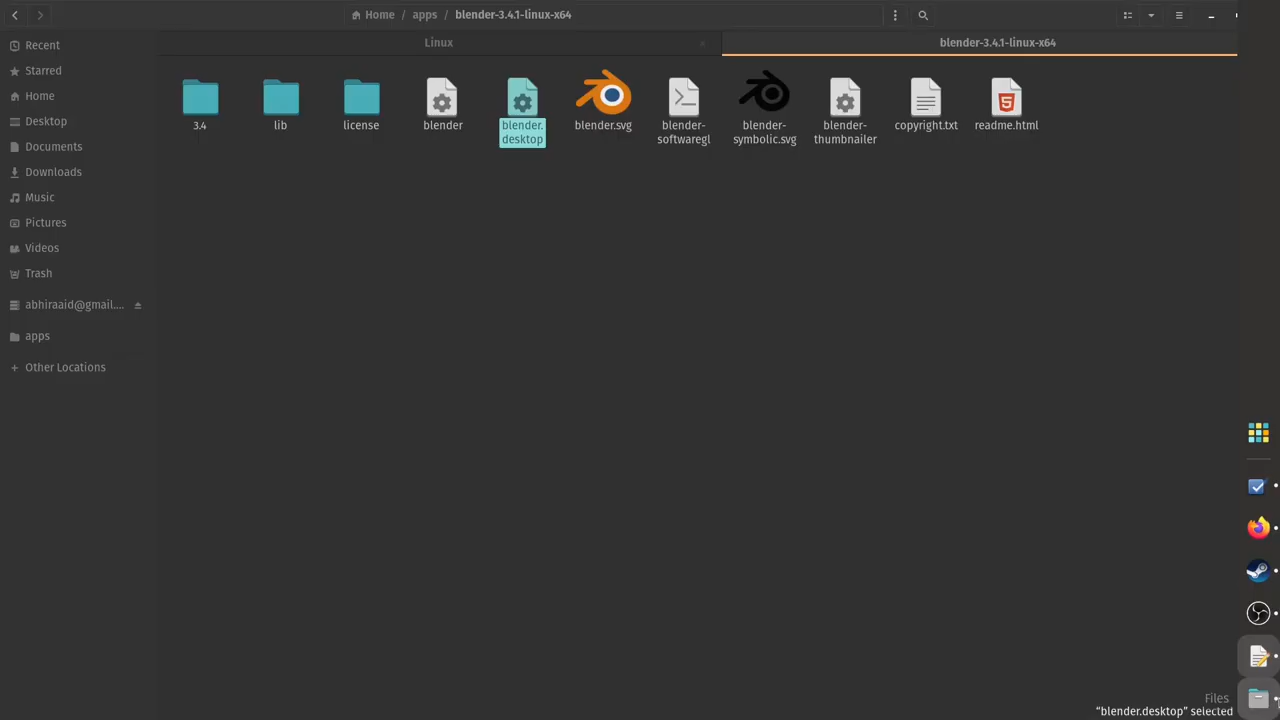 Home / apps / blender-3.4.1-linux-x64
Linux
blender-3.4.1-linux-x64
Recent
Starred
Home
Desktop
Documents
Downloads
Music
Pictures
Videos
Trash
abhiraaid@gmail....
apps
Other Locations
3.4
lib
license
blender
blender.
desktop
blender.svg
blender-
softwaregl
blender-
symbolic.svg
blender-
thumbnailer
copyright.txt
readme.html
Files
“blender.desktop” selected